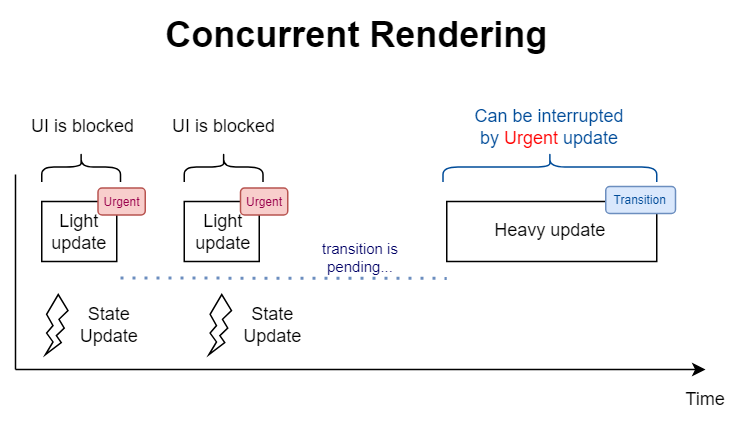 Concurrent Rendering
UI is blocked
UI is blocked
Can be interrupted
by Urgent update
Urgent
Urgent
Transition
Light
update
Light
update
Heavy update
transition is
pending...
State
Update
State
Update
Time